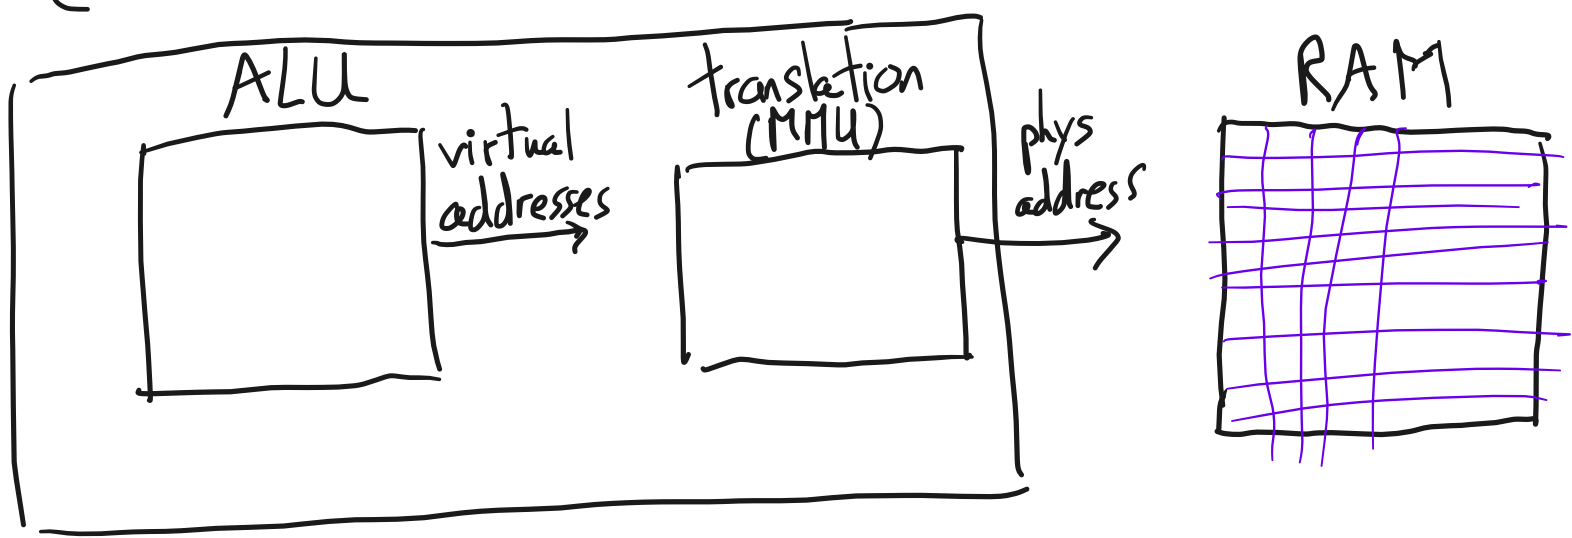 ALU
virtual
addresses
translation
(MMU)
phys
address
RAM